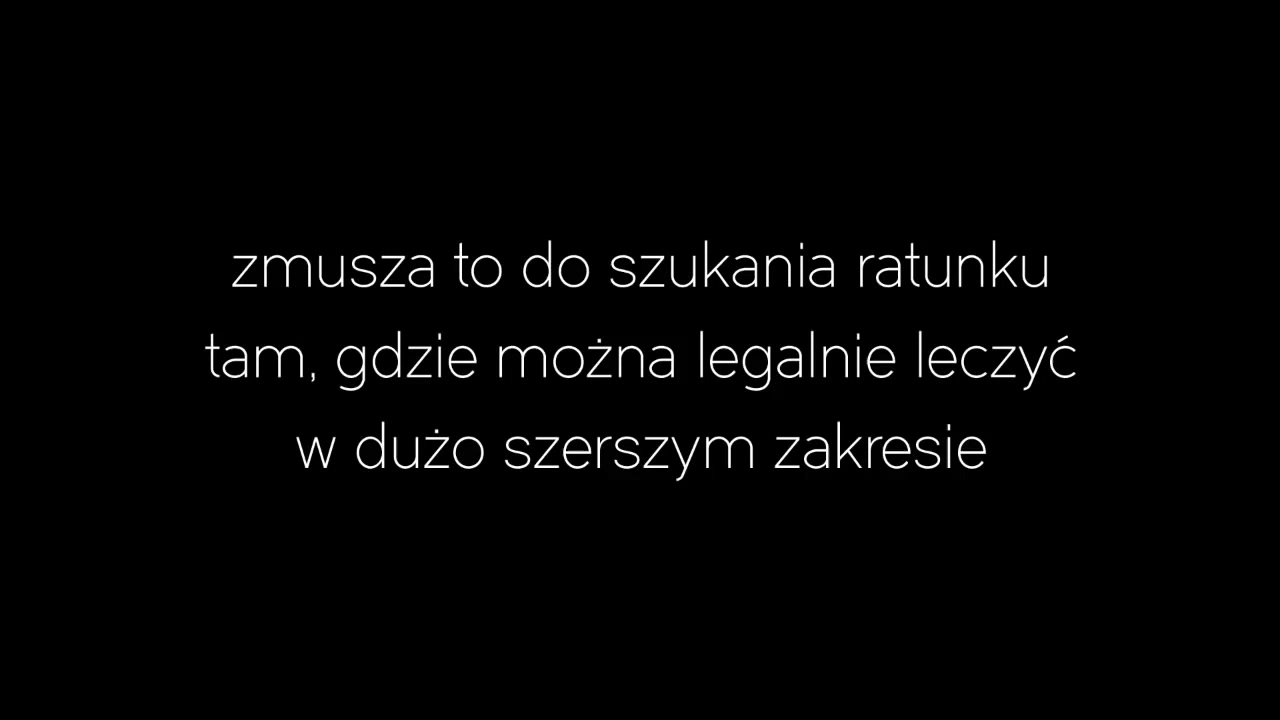 zmusza to do szukania ratunku
tam, gdzie można legalnie leczyć
w dużo szerszym zakresie